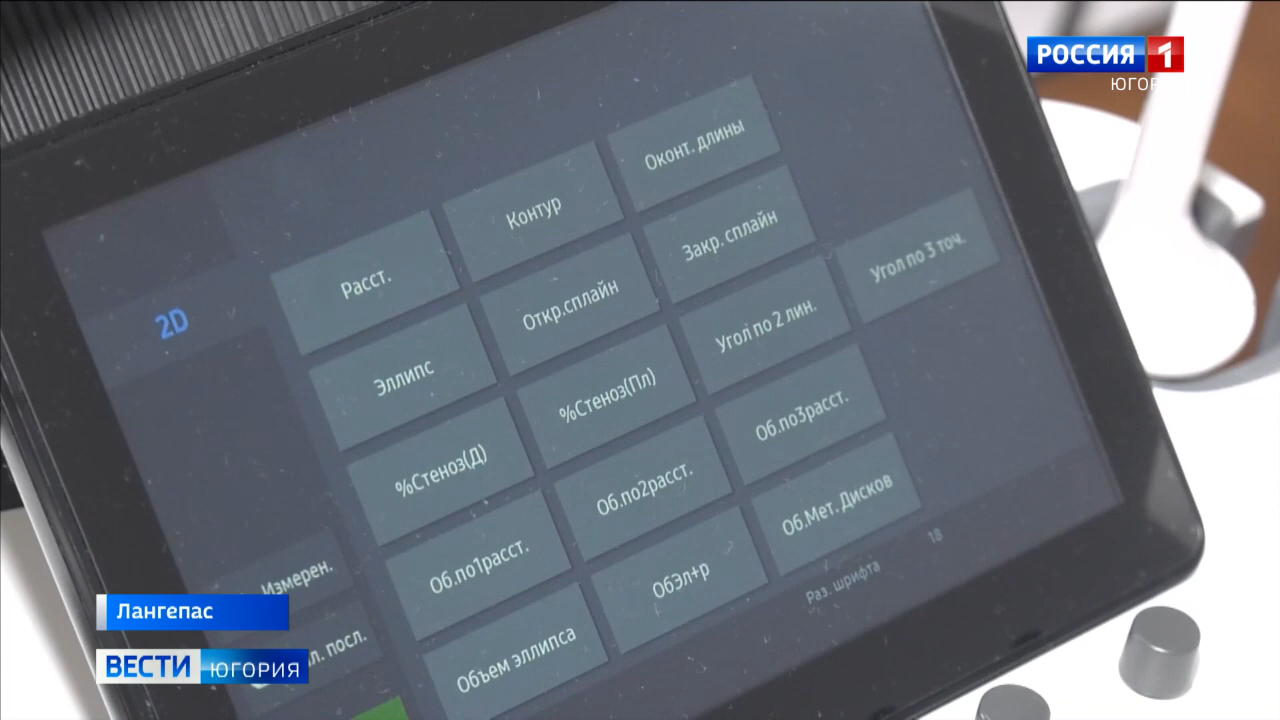 РОССИЯ 1
2D
Расст.
Контур
Оконт. длины
Эллипс
Откр.сплайн
Закр. сплайн
%Стеноз(Д)
%Стеноз(Пл)
Угол по 2 лин.
Угол по 3 точ.
Об.по1расст.
Об.по2расст.
Об.по3расст.
Объем эллипса
ОбЭл+р
Об.Мет. Дисков
Измерен.
посл.
Раз. шрифта
18
Лангепас
ВЕСТИ ЮГОРИЯ